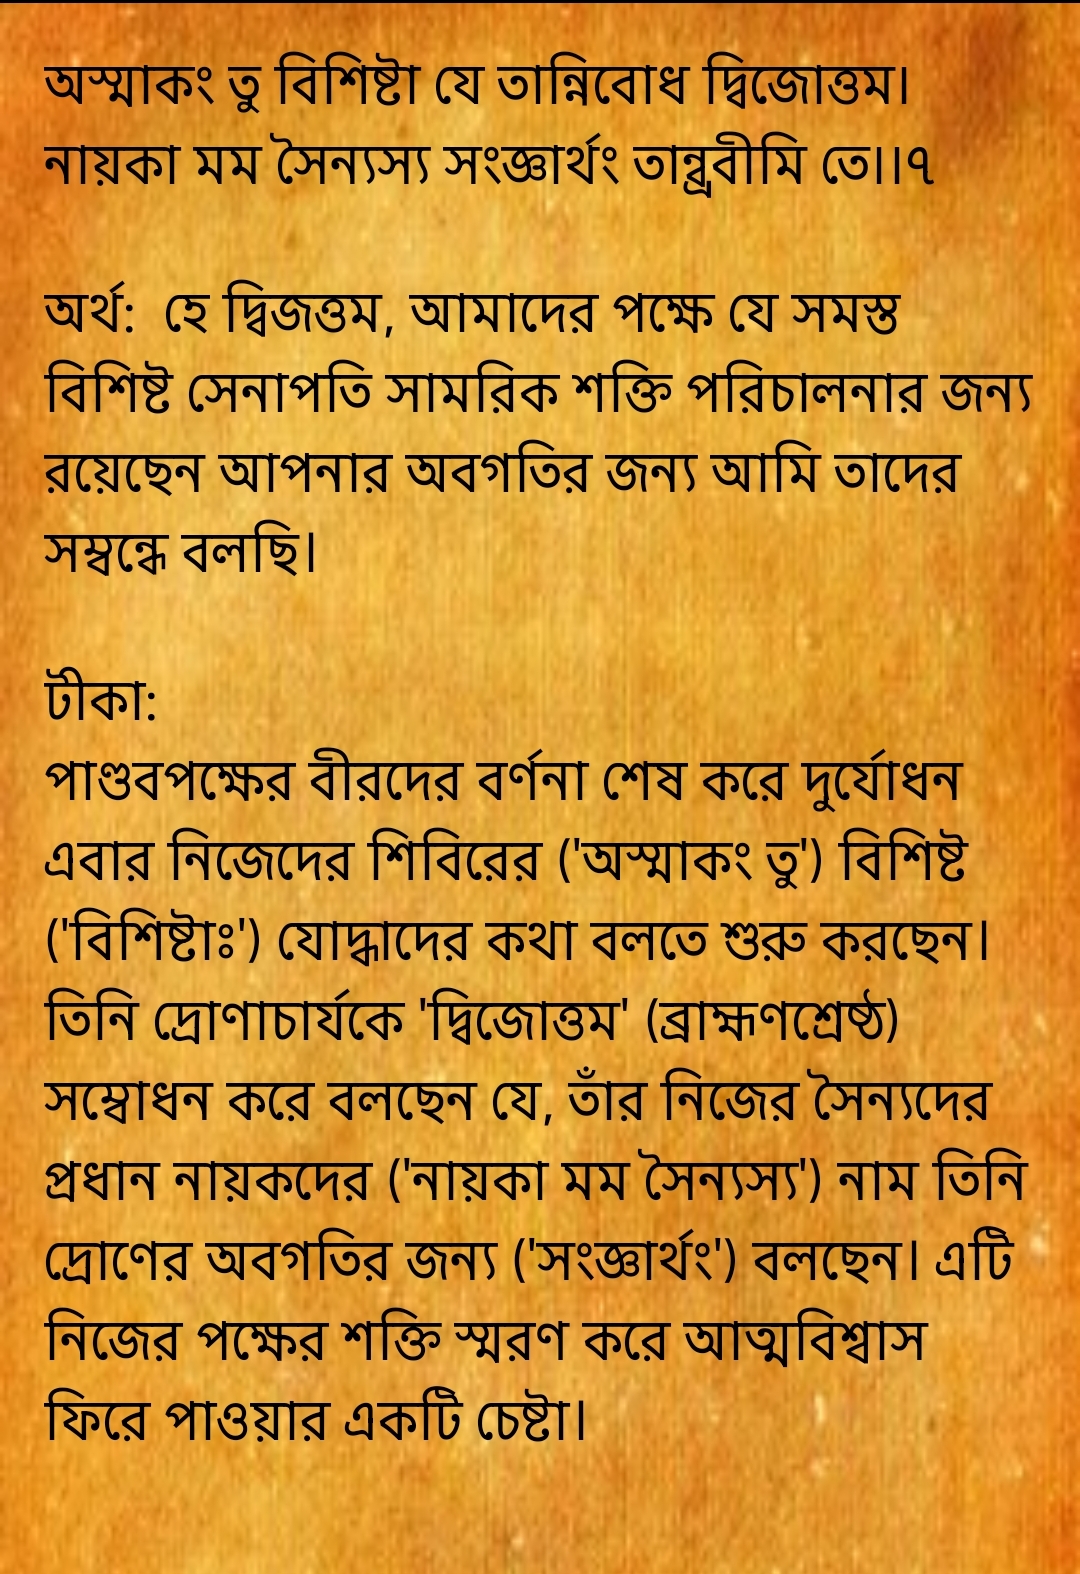 অস্মাকং তু বিশিষ্টা যে তান্নিবোধ দ্বিজোত্তম।
নায়কা মম সৈন্যস্য সংজ্ঞার্থং তান্ব্রবীমি তে।।৭
অর্থ:  হে দ্বিজত্তম, আমাদের পক্ষে যে সমস্ত
বিশিষ্ট সেনাপতি সামরিক শক্তি পরিচালনার জন্য
রয়েছেন আপনার অবগতির জন্য আমি তাদের
সম্বন্ধে বলছি।
টীকা:
পাণ্ডবপক্ষের বীরদের বর্ণনা শেষ করে দুর্যোধন
এবার নিজেদের শিবিরের ('অস্মাকং তু') বিশিষ্ট
('বিশিষ্টাঃ') যোদ্ধাদের কথা বলতে শুরু করছেন।
তিনি দ্রোণাচার্যকে 'দ্বিজোত্তম' (ব্রাহ্মণশ্রেষ্ঠ)
সম্বোধন করে বলছেন যে, তাঁর নিজের সৈন্যদের
প্রধান নায়কদের ('নায়কা মম সৈন্যস্য') নাম তিনি
দ্রোণের অবগতির জন্য ('সংজ্ঞার্থং') বলছেন। এটি
নিজের পক্ষের শক্তি স্মরণ করে আত্মবিশ্বাস
ফিরে পাওয়ার একটি চেষ্টা।